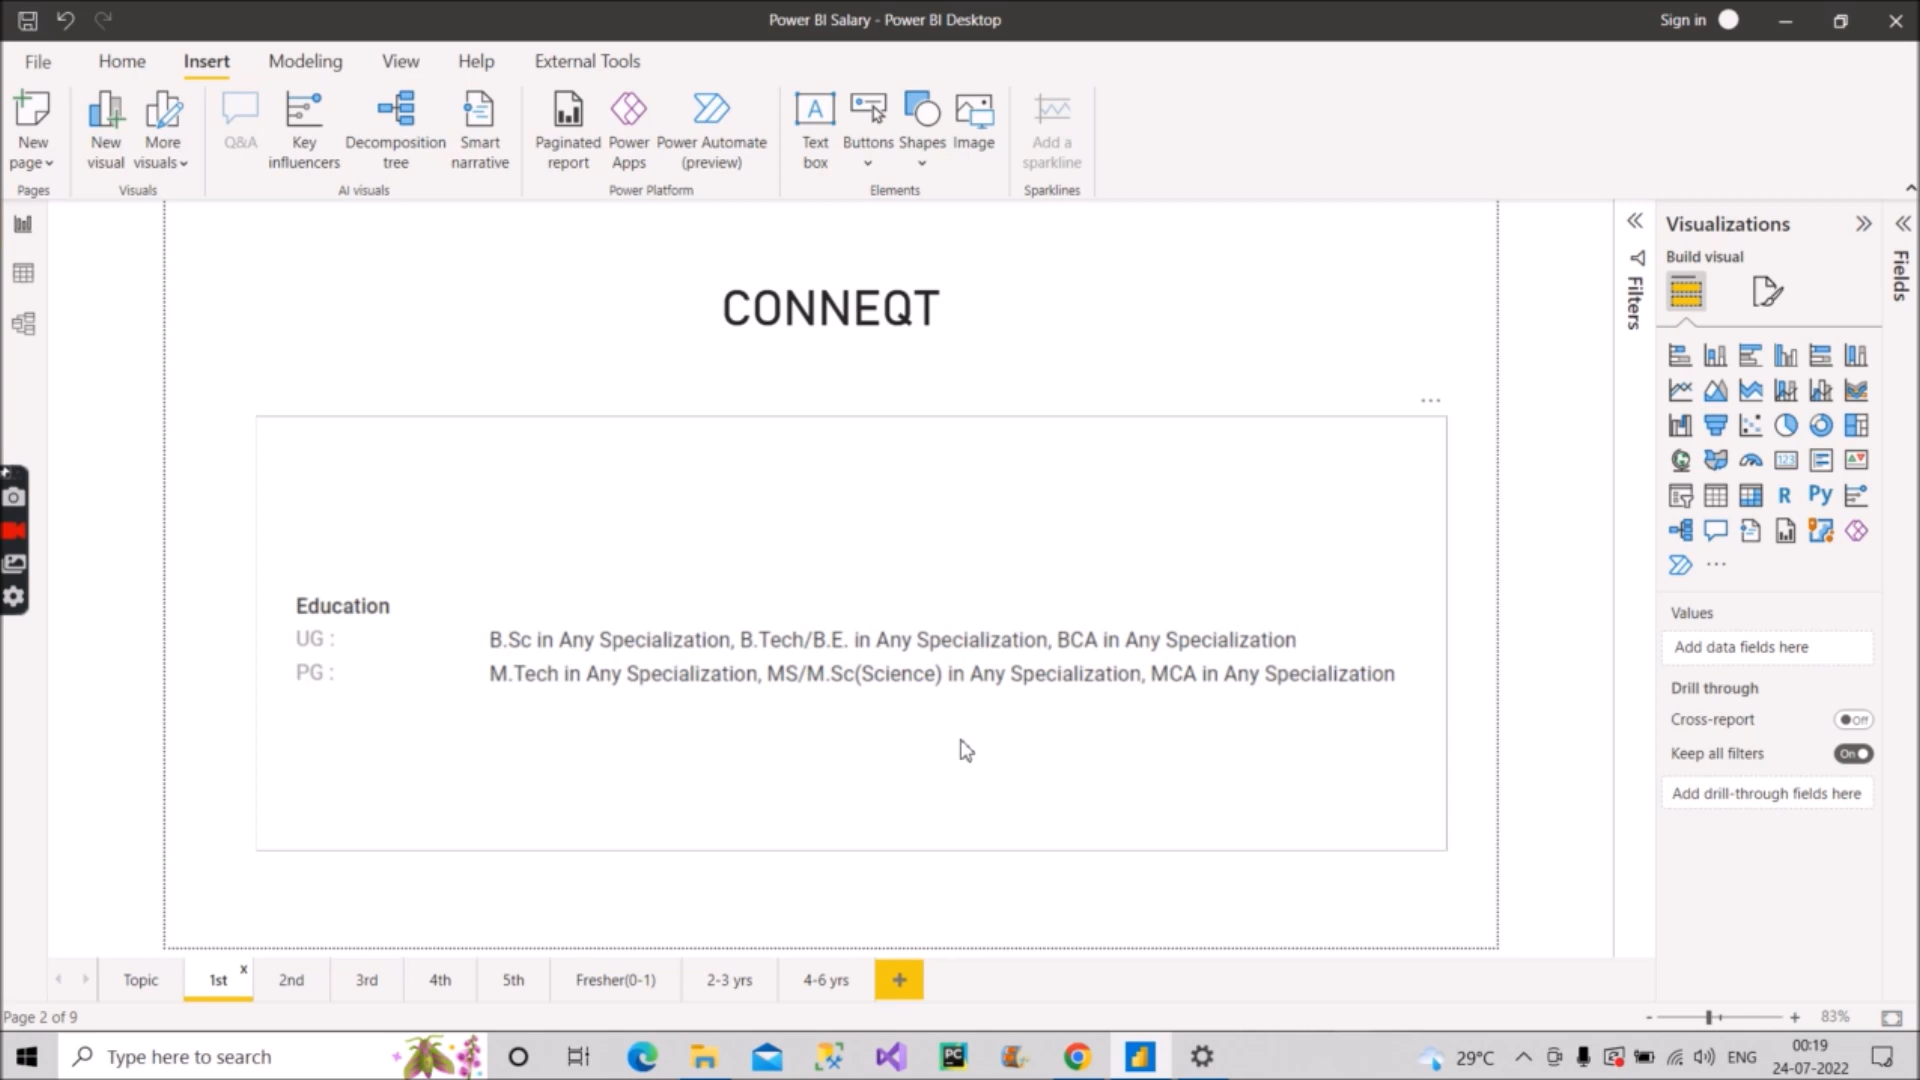 Power BI Salary - Power BI Desktop
Sign in
File Home Insert Modeling View Help External Tools
New page
New visual
More visuals
Q&A
Key influencers
Decomposition tree
Smart narrative
Paginated report
Power Apps
Power Automate (preview)
Text box
Buttons
Shapes
Image
Add a sparkline
Pages Visuals AI visuals Power Platform Elements Sparklines
CONNEQT
Education
UG : B.Sc in Any Specialization, B.Tech/B.E. in Any Specialization, BCA in Any Specialization
PG : M.Tech in Any Specialization, MS/M.Sc(Science) in Any Specialization, MCA in Any Specialization
Filters
Visualizations
Build visual
123
R Py
Values
Add data fields here
Drill through
Cross-report Off
Keep all filters On
Add drill-through fields here
Fields
Topic 1st x 2nd 3rd 4th 5th Fresher(0-1) 2-3 yrs 4-6 yrs +
Page 2 of 9
- + 83%
Type here to search
PC
29°C ENG
00:19
24-07-2022